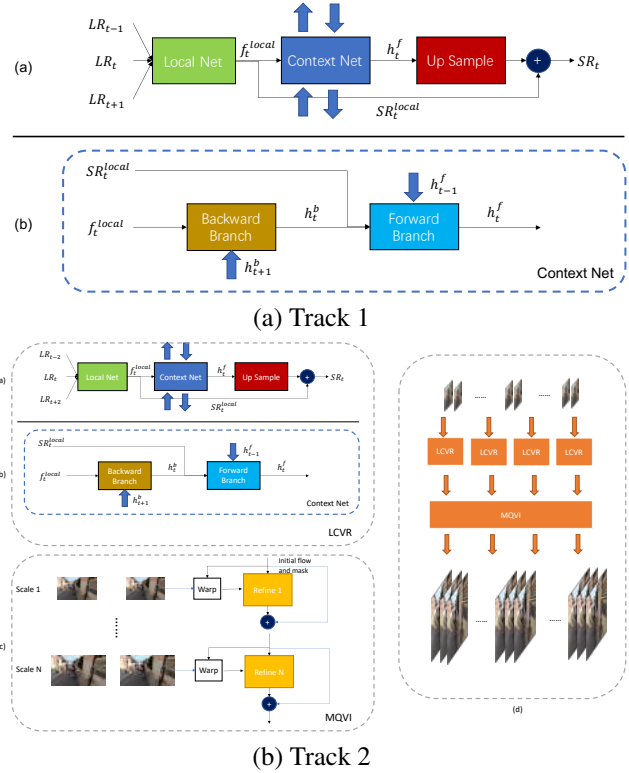 (a)
LR_{t-1}
LR_t
LR_{t+1}
Local Net
f_t^{local}
Context Net
h_t^f
Up Sample
+
SR_t
SR_t^{local}
(b)
SR_t^{local}
f_t^{local}
Backward
Branch
h_{t+1}^b
h_t^b
h_{t-1}^f
Forward
Branch
h_t^f
Context Net
(a) Track 1
a)
LR_{t-2}
LR_t
LR_{t+2}
Local Net
f_t^{local}
Context Net
h_t^f
Up Sample
+
SR_t
SR_t^{local}
b)
SR_t^{local}
f_t^{local}
Backward
Branch
h_{t+1}^b
h_t^b
h_{t-1}^f
Forward
Branch
h_t^f
Context Net
LCVR
c)
Scale 1
Warp
Initial flow
and mask
Refine 1
+
......
Scale N
Warp
Refine N
+
MQVI
...... ......
LCVR LCVR LCVR LCVR
MQVI
...... ......
(d)
(b) Track 2